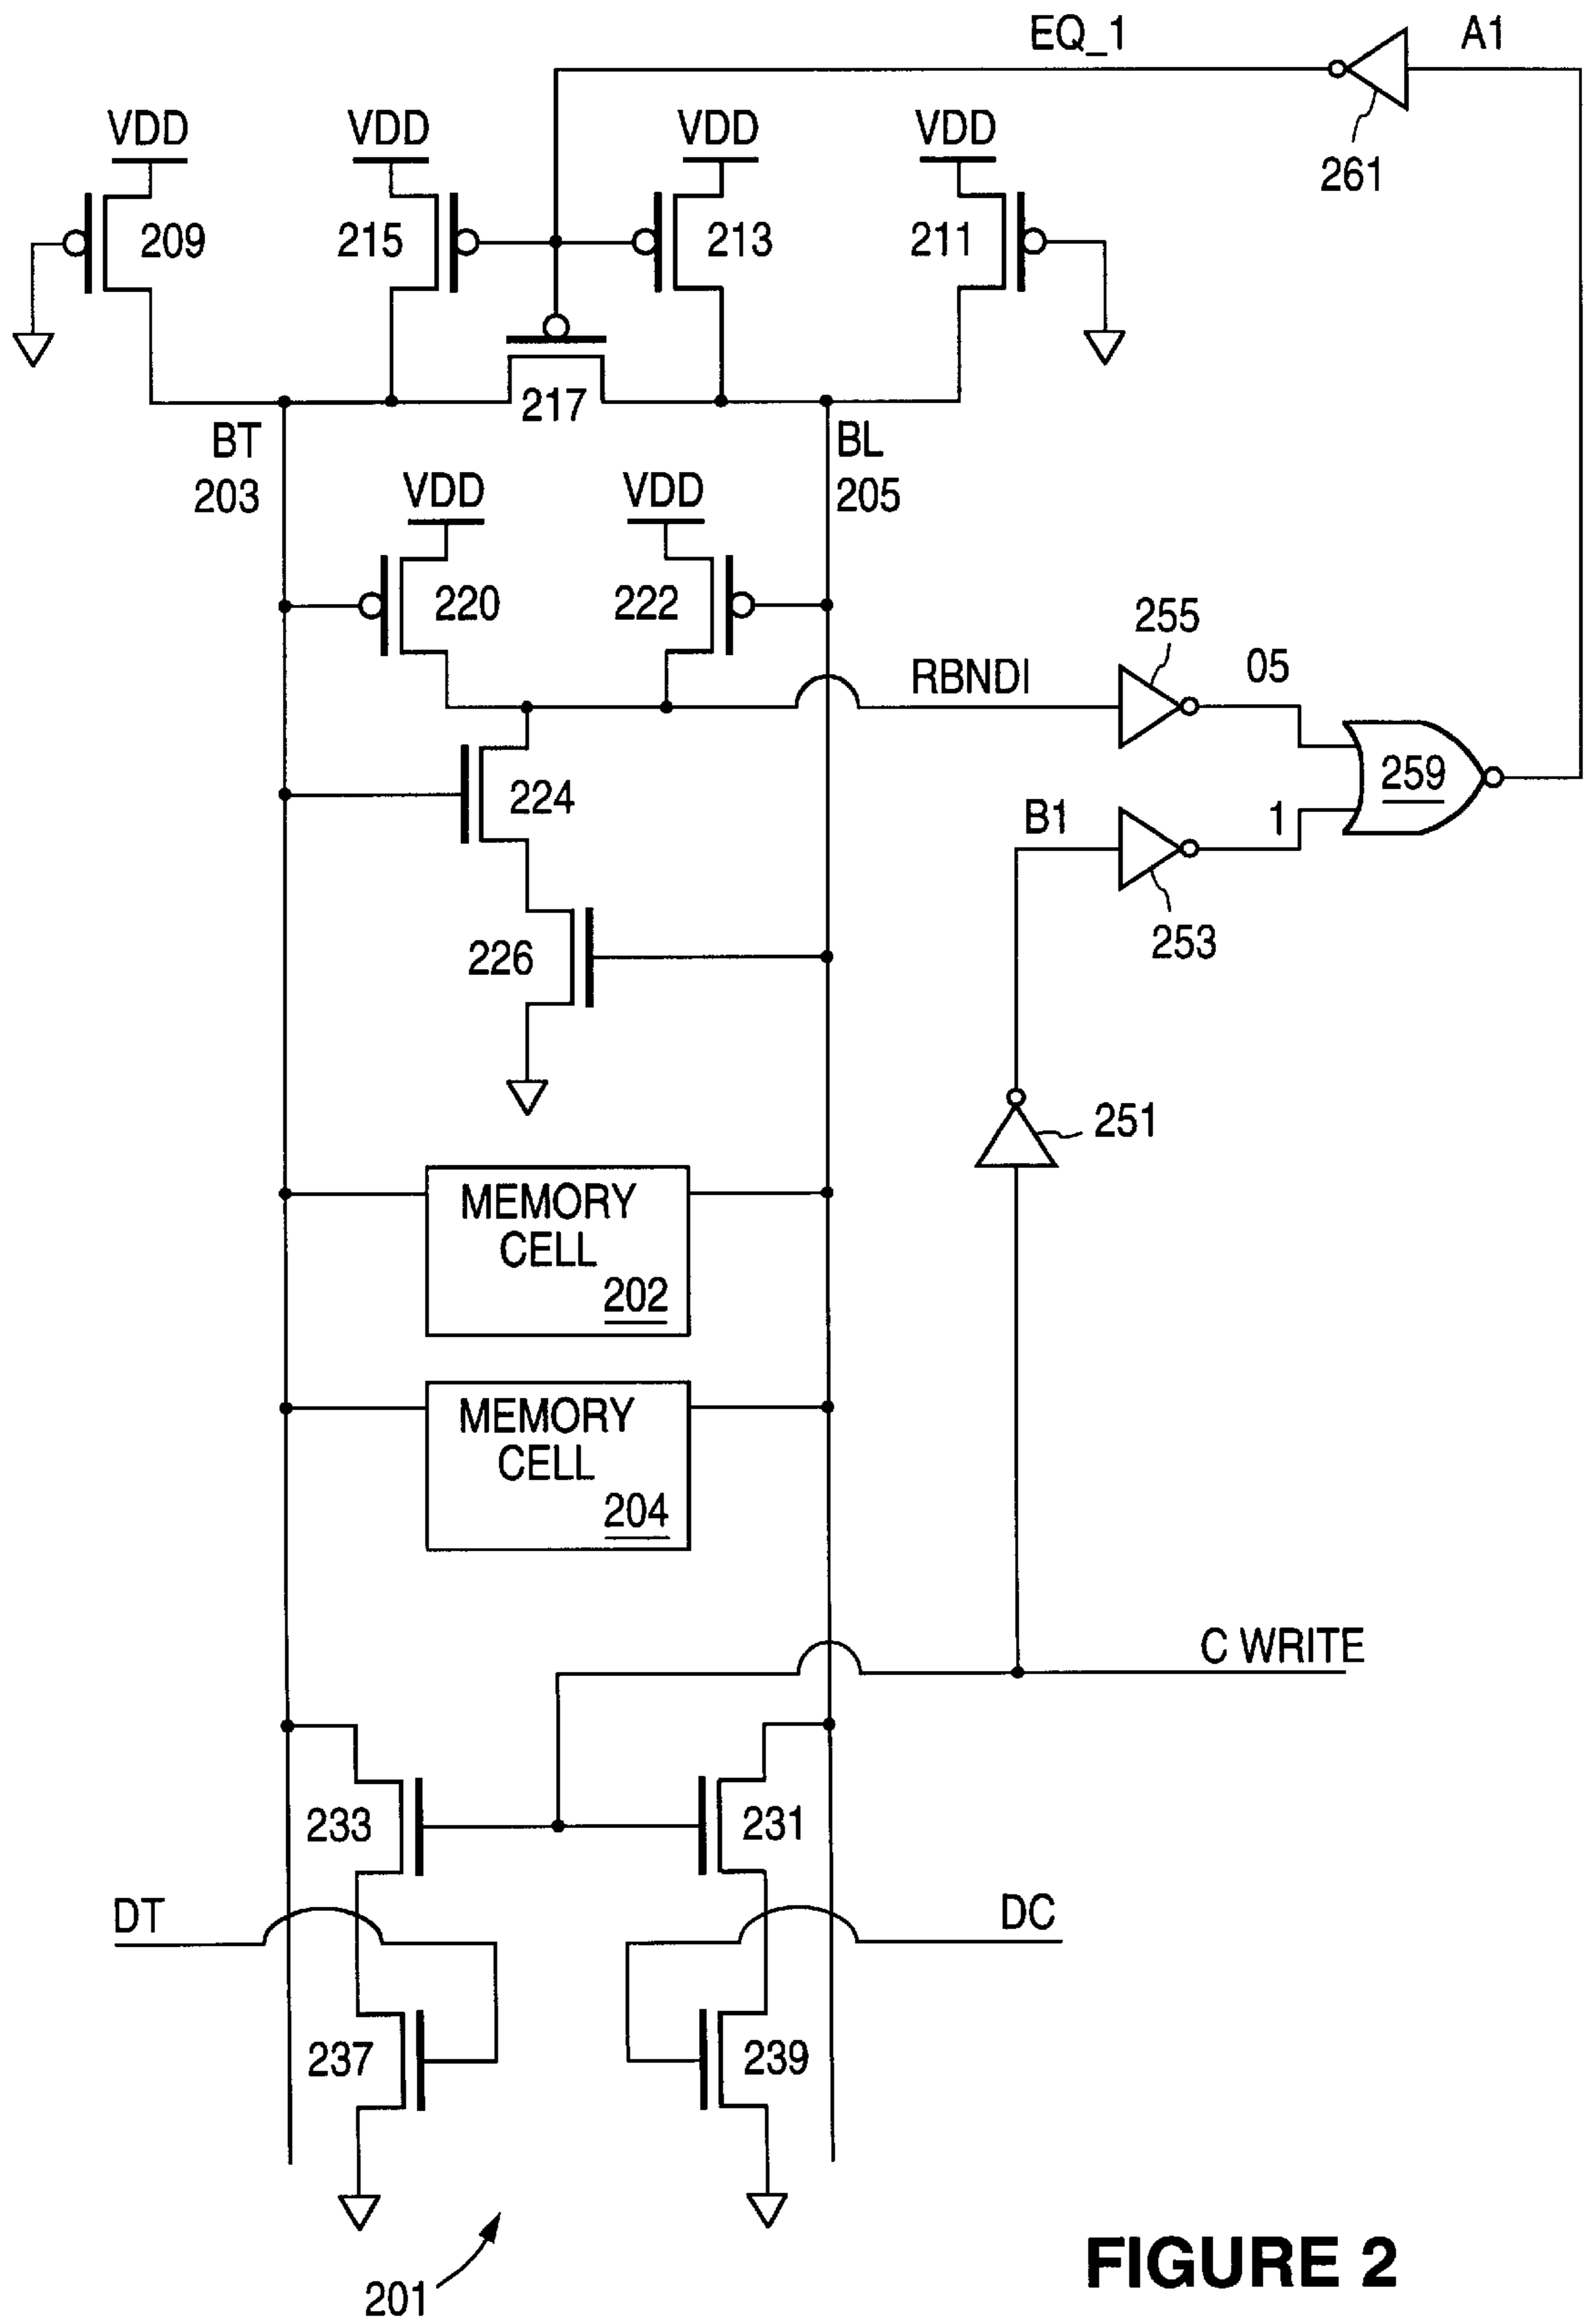 EQ_1
A1
VDD
VDD
VDD
VDD
261
209
215
213
211
217
BT
203
BL
205
VDD
VDD
220
222
255
05
RBNDI
259
224
B1
1
253
226
251
MEMORY
CELL
202
MEMORY
CELL
204
C WRITE
233
231
DT
DC
237
239
201
FIGURE 2